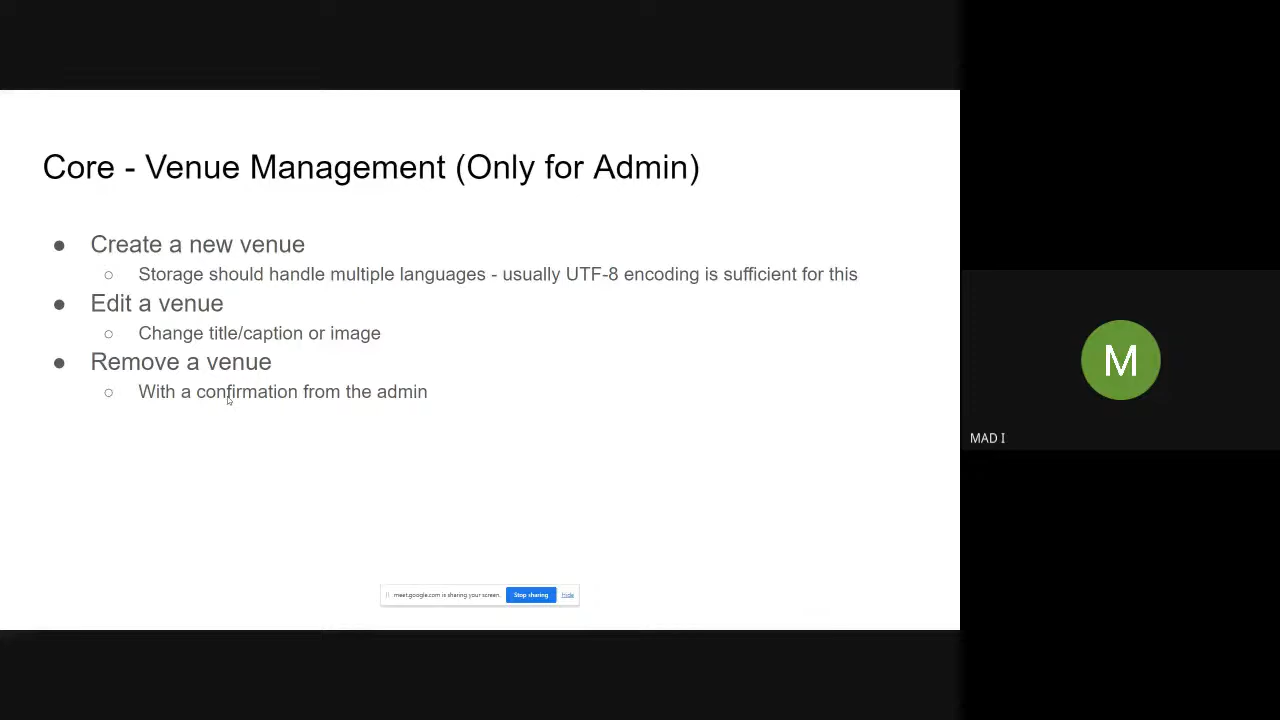 Core - Venue Management (Only for Admin)
● Create a new venue
○ Storage should handle multiple languages - usually UTF-8 encoding is sufficient for this
● Edit a venue
○ Change title/caption or image
● Remove a venue
○ With a confirmation from the admin
M
MAD I
meet.google.com is sharing your screen. Stop sharing Hide